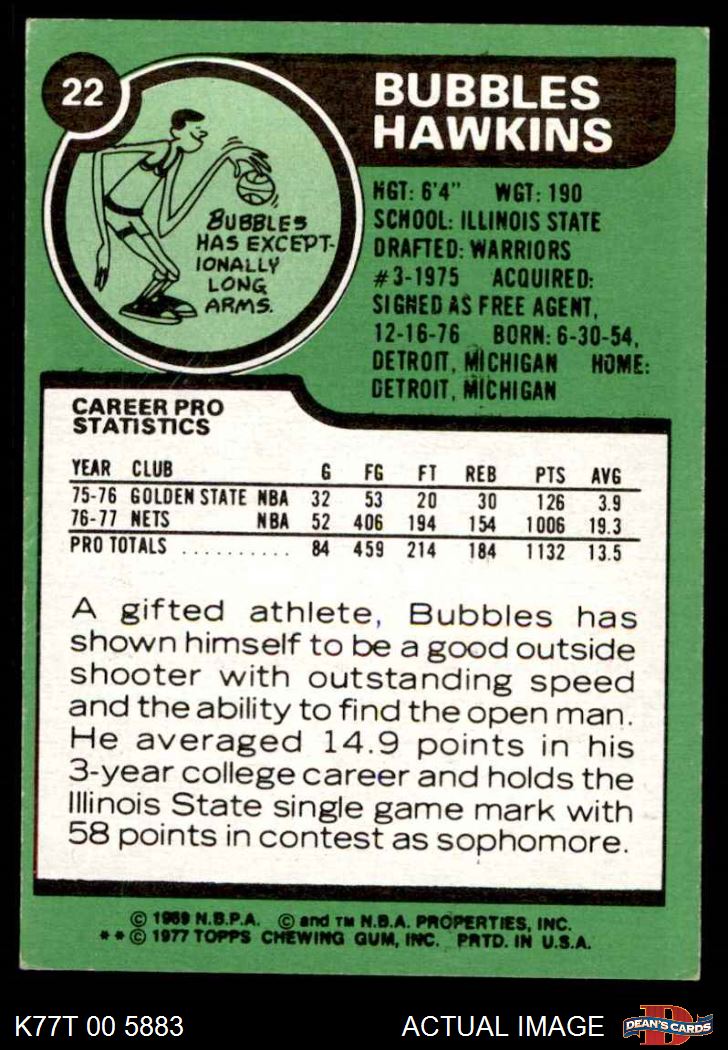 22
BUBBLES
HAWKINS
BUBBLES
HAS EXCEPT-
IONALLY
LONG
ARMS.
HGT: 6'4" WGT: 190
SCHOOL: ILLINOIS STATE
DRAFTED: WARRIORS
#3-1975 ACQUIRED:
SIGNED AS FREE AGENT,
12-16-76 BORN: 6-30-54,
DETROIT, MICHIGAN HOME:
DETROIT, MICHIGAN
CAREER PRO
STATISTICS
YEAR CLUB G FG FT REB PTS AVG
75-76 GOLDEN STATE NBA 32 53 20 30 126 3.9
76-77 NETS NBA 52 406 194 154 1006 19.3
PRO TOTALS .......... 84 459 214 184 1132 13.5
A gifted athlete, Bubbles has
shown himself to be a good outside
shooter with outstanding speed
and the ability to find the open man.
He averaged 14.9 points in his
3-year college career and holds the
Illinois State single game mark with
58 points in contest as sophomore.
© 1969 N.B.P.A. © and TM N.B.A. PROPERTIES, INC.
**© 1977 TOPPS CHEWING GUM, INC. PRTD. IN U.S.A.
K77T 00 5883
ACTUAL IMAGE
D
DEAN'S CARDS